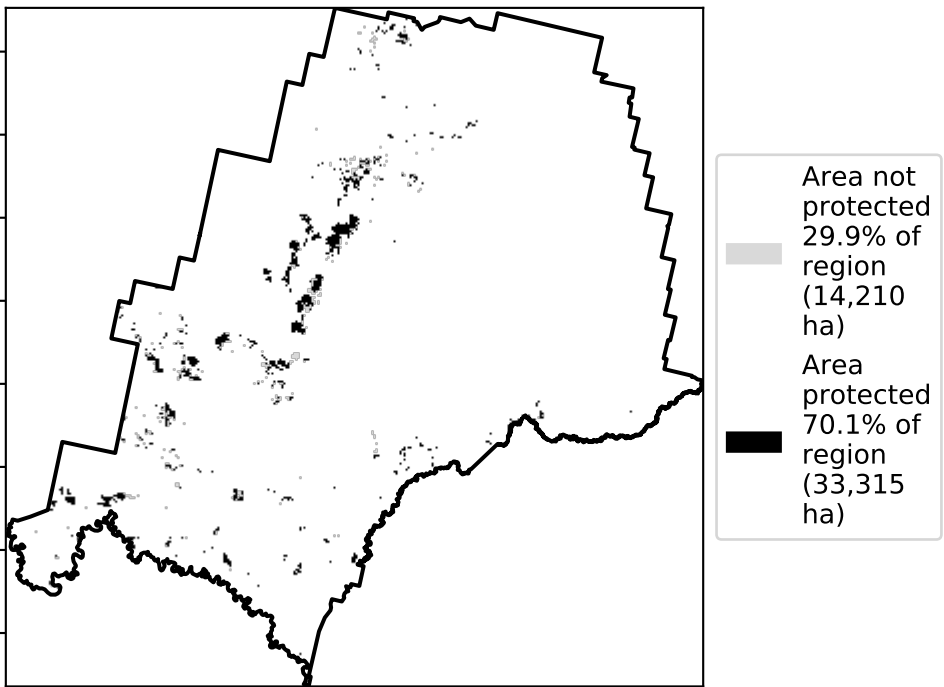 Area not
protected
29.9% of
region
(14,210
ha)
Area
protected
70.1% of
region
(33,315
ha)